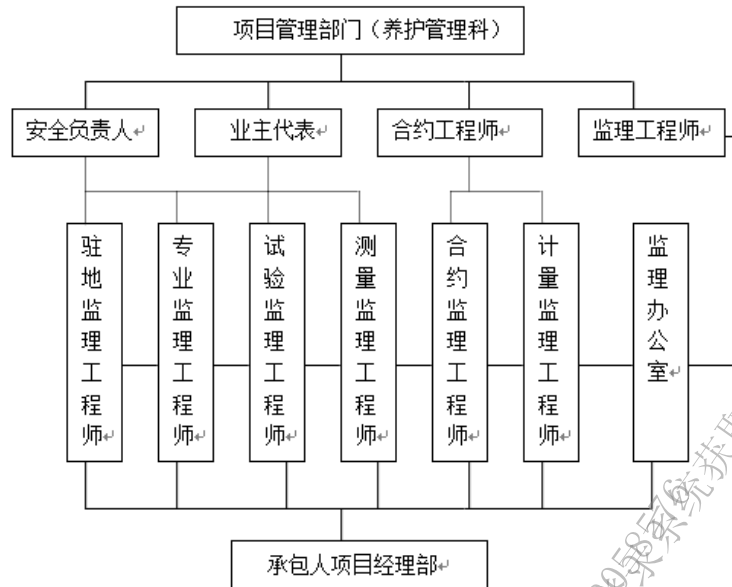 项目管理部门（养护管理科）
安全负责人
业主代表
合约工程师
监理工程师
驻地监理工程师
专业监理工程师
试验监理工程师
测量监理工程师
合约监理工程师
计量监理工程师
监理办公室
承包人项目经理部